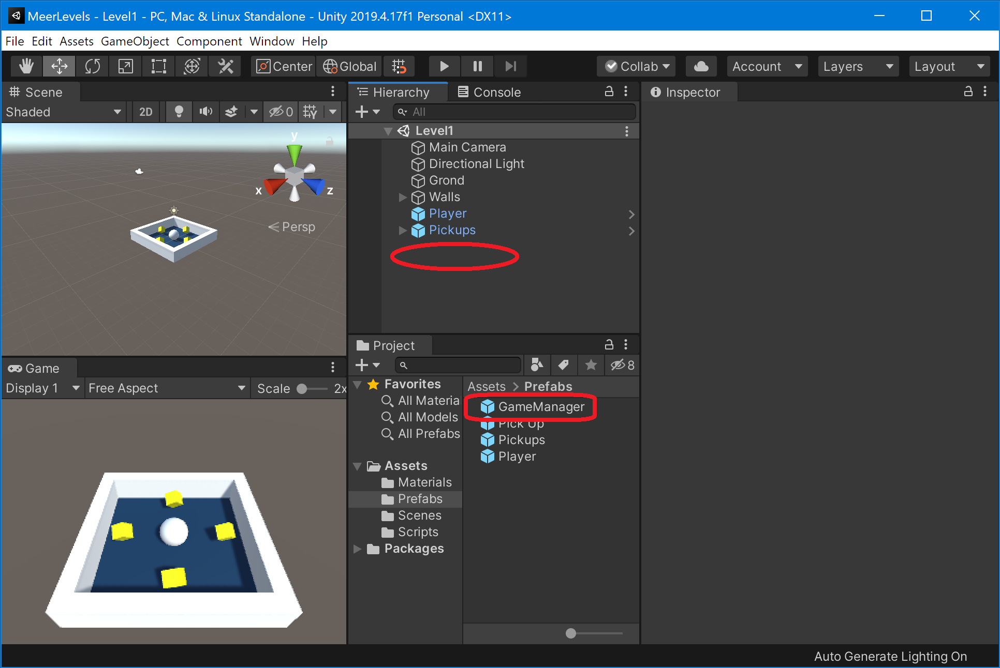 MeerLevels - Level1 - PC, Mac & Linux Standalone - Unity 2019.4.17f1 Personal <DX11>
File Edit Assets GameObject Component Window Help
Center Global Collab Account Layers Layout
Scene
Shaded 2D 0
y
x
z
Persp
Hierarchy Console
All
Level1
Main Camera
Directional Light
Grond
Walls
Player
Pickups
Inspector
Game
Display 1 Free Aspect Scale 2x
Project
8
Favorites
All Materia
All Models
All Prefabs
Assets
Materials
Prefabs
Scenes
Scripts
Packages
Assets > Prefabs
GameManager
Pick Up
Pickups
Player
Auto Generate Lighting On